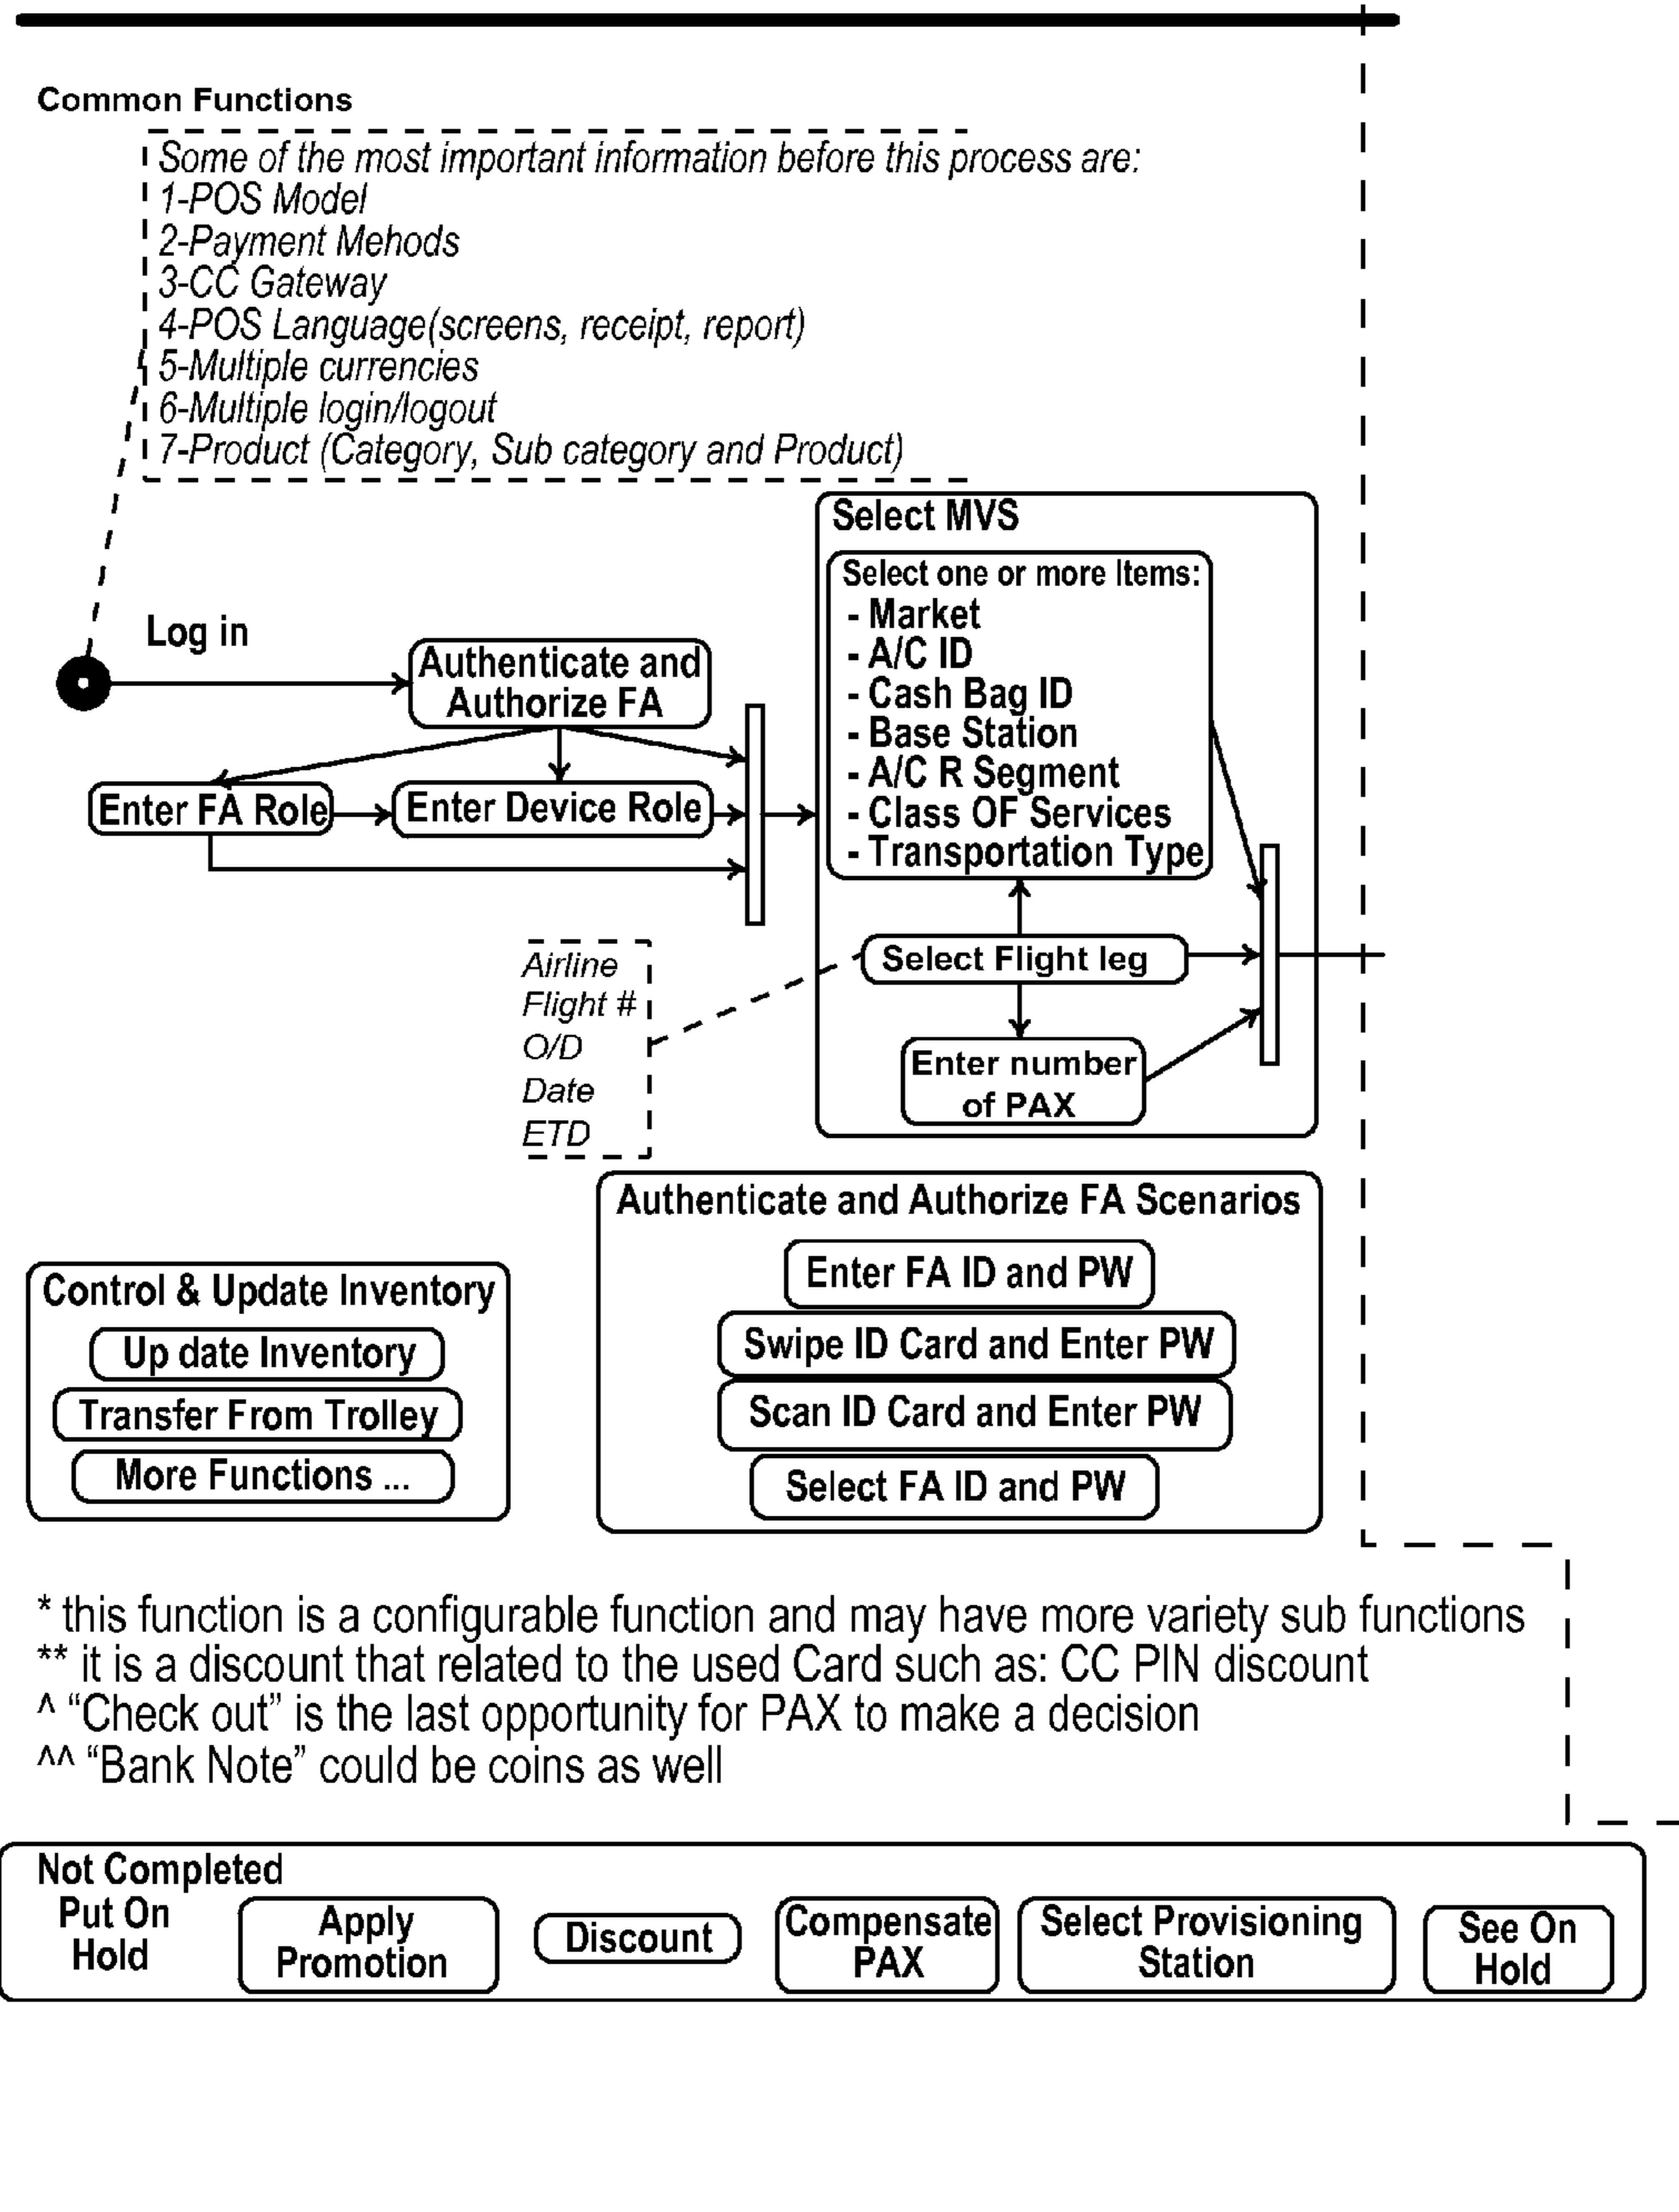 Common Functions
Some of the most important information before this process are:
1-POS Model
2-Payment Mehods
3-CC Gateway
4-POS Language(screens, receipt, report)
5-Multiple currencies
6-Multiple login/logout
7-Product (Category, Sub category and Product)
Select MVS
Select one or more Items:
- Market
- A/C ID
- Cash Bag ID
- Base Station
- A/C R Segment
- Class OF Services
- Transportation Type
Log in
Authenticate and
Authorize FA
Enter FA Role
Enter Device Role
Airline
Flight #
O/D
Date
ETD
Select Flight leg
Enter number
of PAX
Authenticate and Authorize FA Scenarios
Enter FA ID and PW
Swipe ID Card and Enter PW
Scan ID Card and Enter PW
Select FA ID and PW
Control & Update Inventory
Up date Inventory
Transfer From Trolley
More Functions ...
* this function is a configurable function and may have more variety sub functions
** it is a discount that related to the used Card such as: CC PIN discount
^ “Check out” is the last opportunity for PAX to make a decision
^^ “Bank Note” could be coins as well
Not Completed
Put On
Hold
Apply
Promotion
Discount
Compensate
PAX
Select Provisioning
Station
See On
Hold